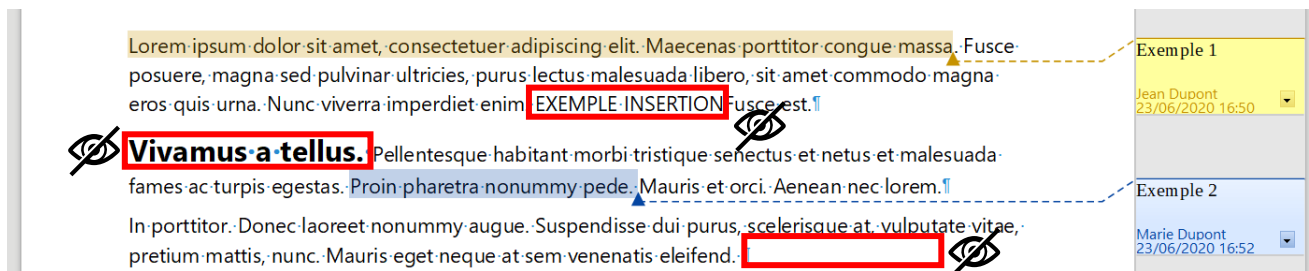 Lorem ipsum dolor sit amet, consectetuer adipiscing elit. Maecenas porttitor congue massa. Fusce
posuere, magna sed pulvinar ultricies, purus lectus malesuada libero, sit amet commodo magna
eros quis urna. Nunc viverra imperdiet enim. EXEMPLE INSERTIONFusce est.¶
Vivamus a tellus. Pellentesque habitant morbi tristique senectus et netus et malesuada
fames ac turpis egestas. Proin pharetra nonummy pede. Mauris et orci. Aenean nec lorem.¶
In porttitor. Donec laoreet nonummy augue. Suspendisse dui purus, scelerisque at, vulputate vitae,
pretium mattis, nunc. Mauris eget neque at sem venenatis eleifend. ¶
Exemple 1
Jean Dupont
23/06/2020 16:50
Exemple 2
Marie Dupont
23/06/2020 16:52